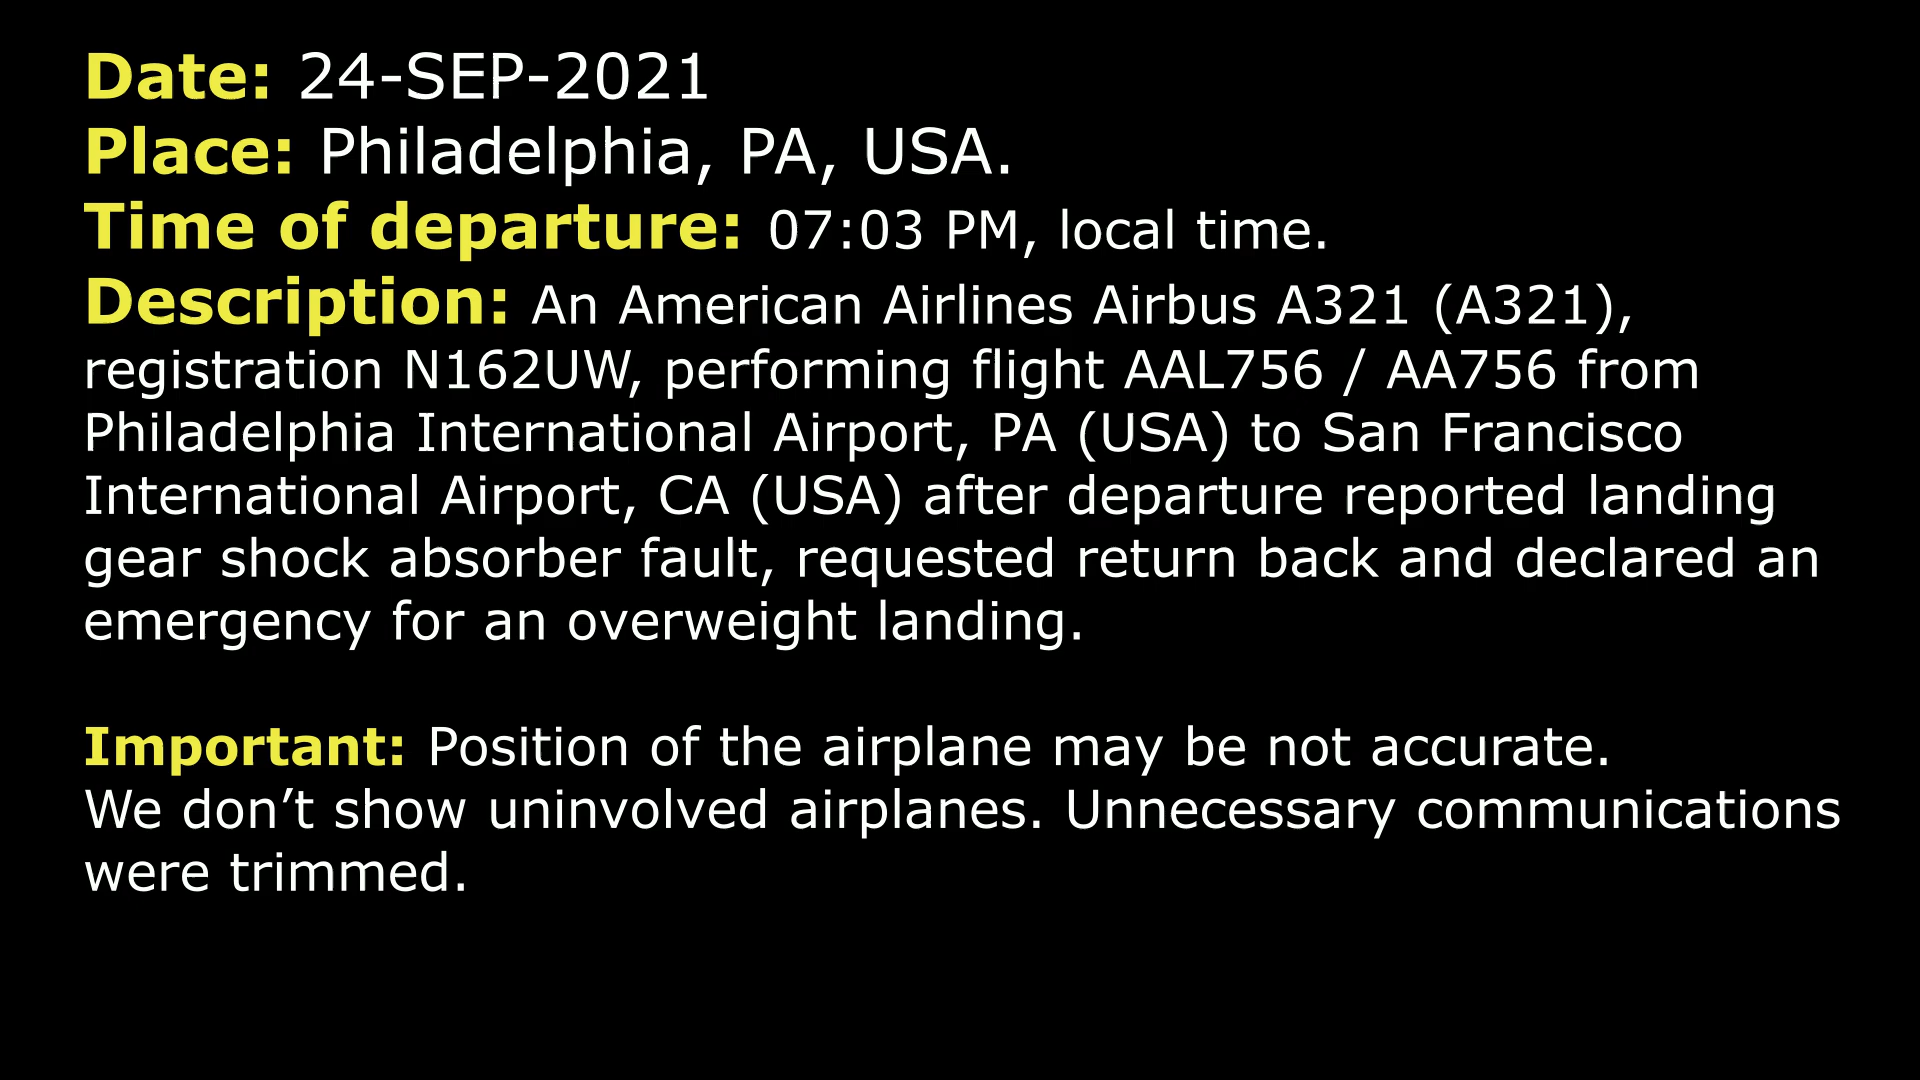 Date: 24-SEP-2021
Place: Philadelphia, PA, USA.
Time of departure: 07:03 PM, local time.
Description: An American Airlines Airbus A321 (A321),
registration N162UW, performing flight AAL756 / AA756 from
Philadelphia International Airport, PA (USA) to San Francisco
International Airport, CA (USA) after departure reported landing
gear shock absorber fault, requested return back and declared an
emergency for an overweight landing.
Important: Position of the airplane may be not accurate.
We don’t show uninvolved airplanes. Unnecessary communications
were trimmed.